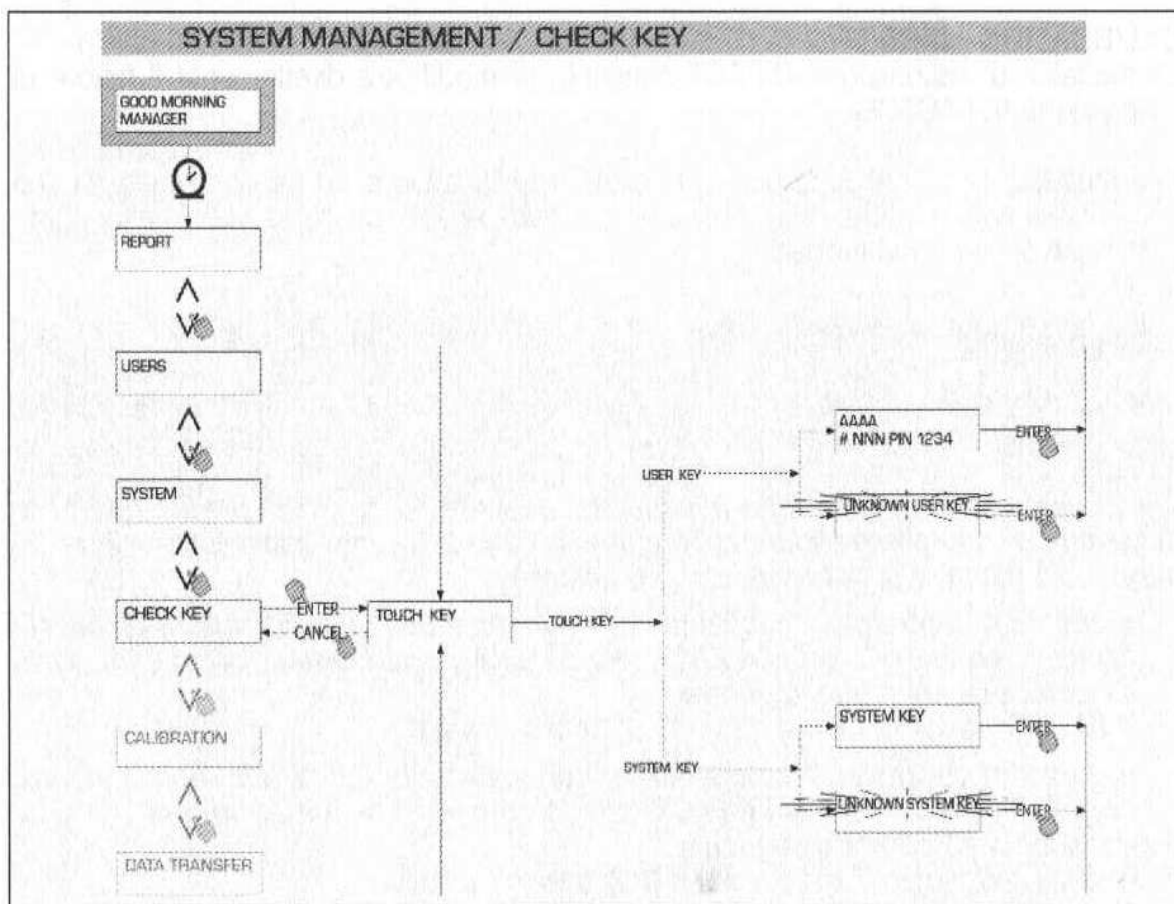 SYSTEM MANAGEMENT / CHECK KEY
GOOD MORNING
MANAGER
REPORT
USERS
AAAA
# NNN PIN 1234
ENTER
USER KEY
SYSTEM
UNKNOWN USER KEY
ENTER
CHECK KEY
ENTER
CANCEL
TOUCH KEY
TOUCH KEY
SYSTEM KEY
ENTER
CALIBRATION
SYSTEM KEY
UNKNOWN SYSTEM KEY
ENTER
DATA TRANSFER